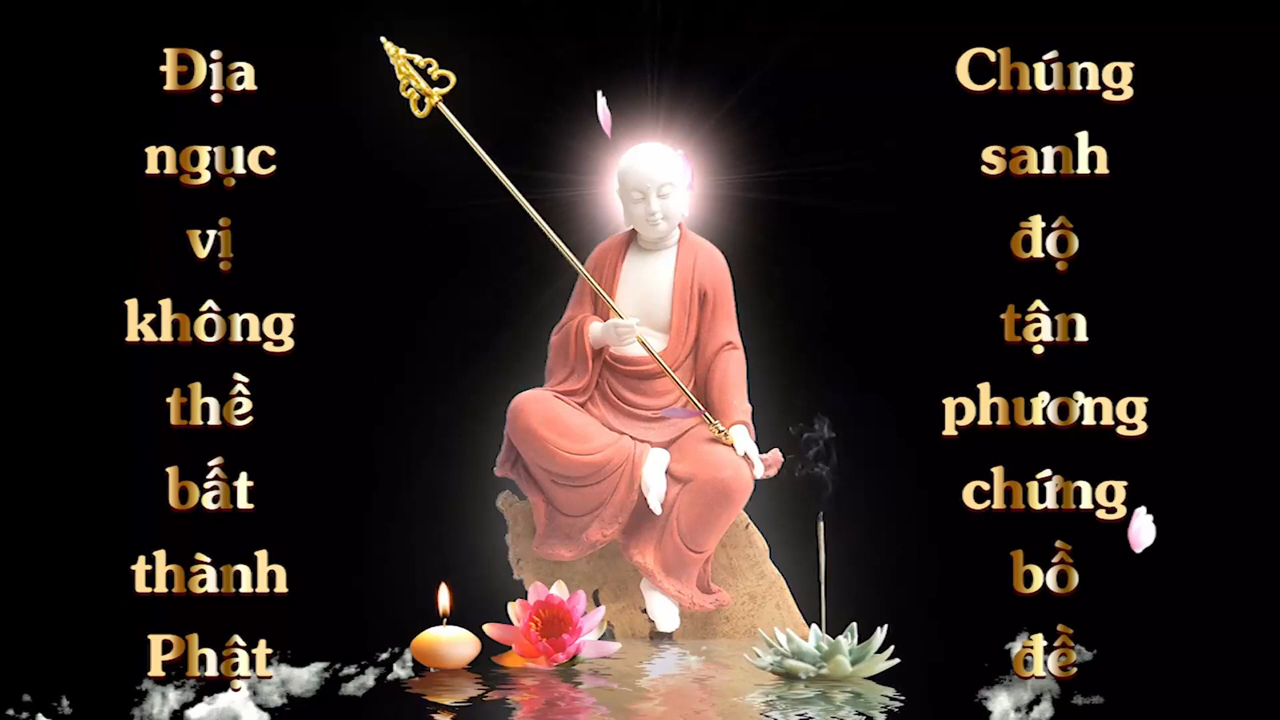 Địa
ngục
vị
không
thề
bất
thành
Phật
Chúng
sanh
độ
tận
phương
chứng
bồ
đề